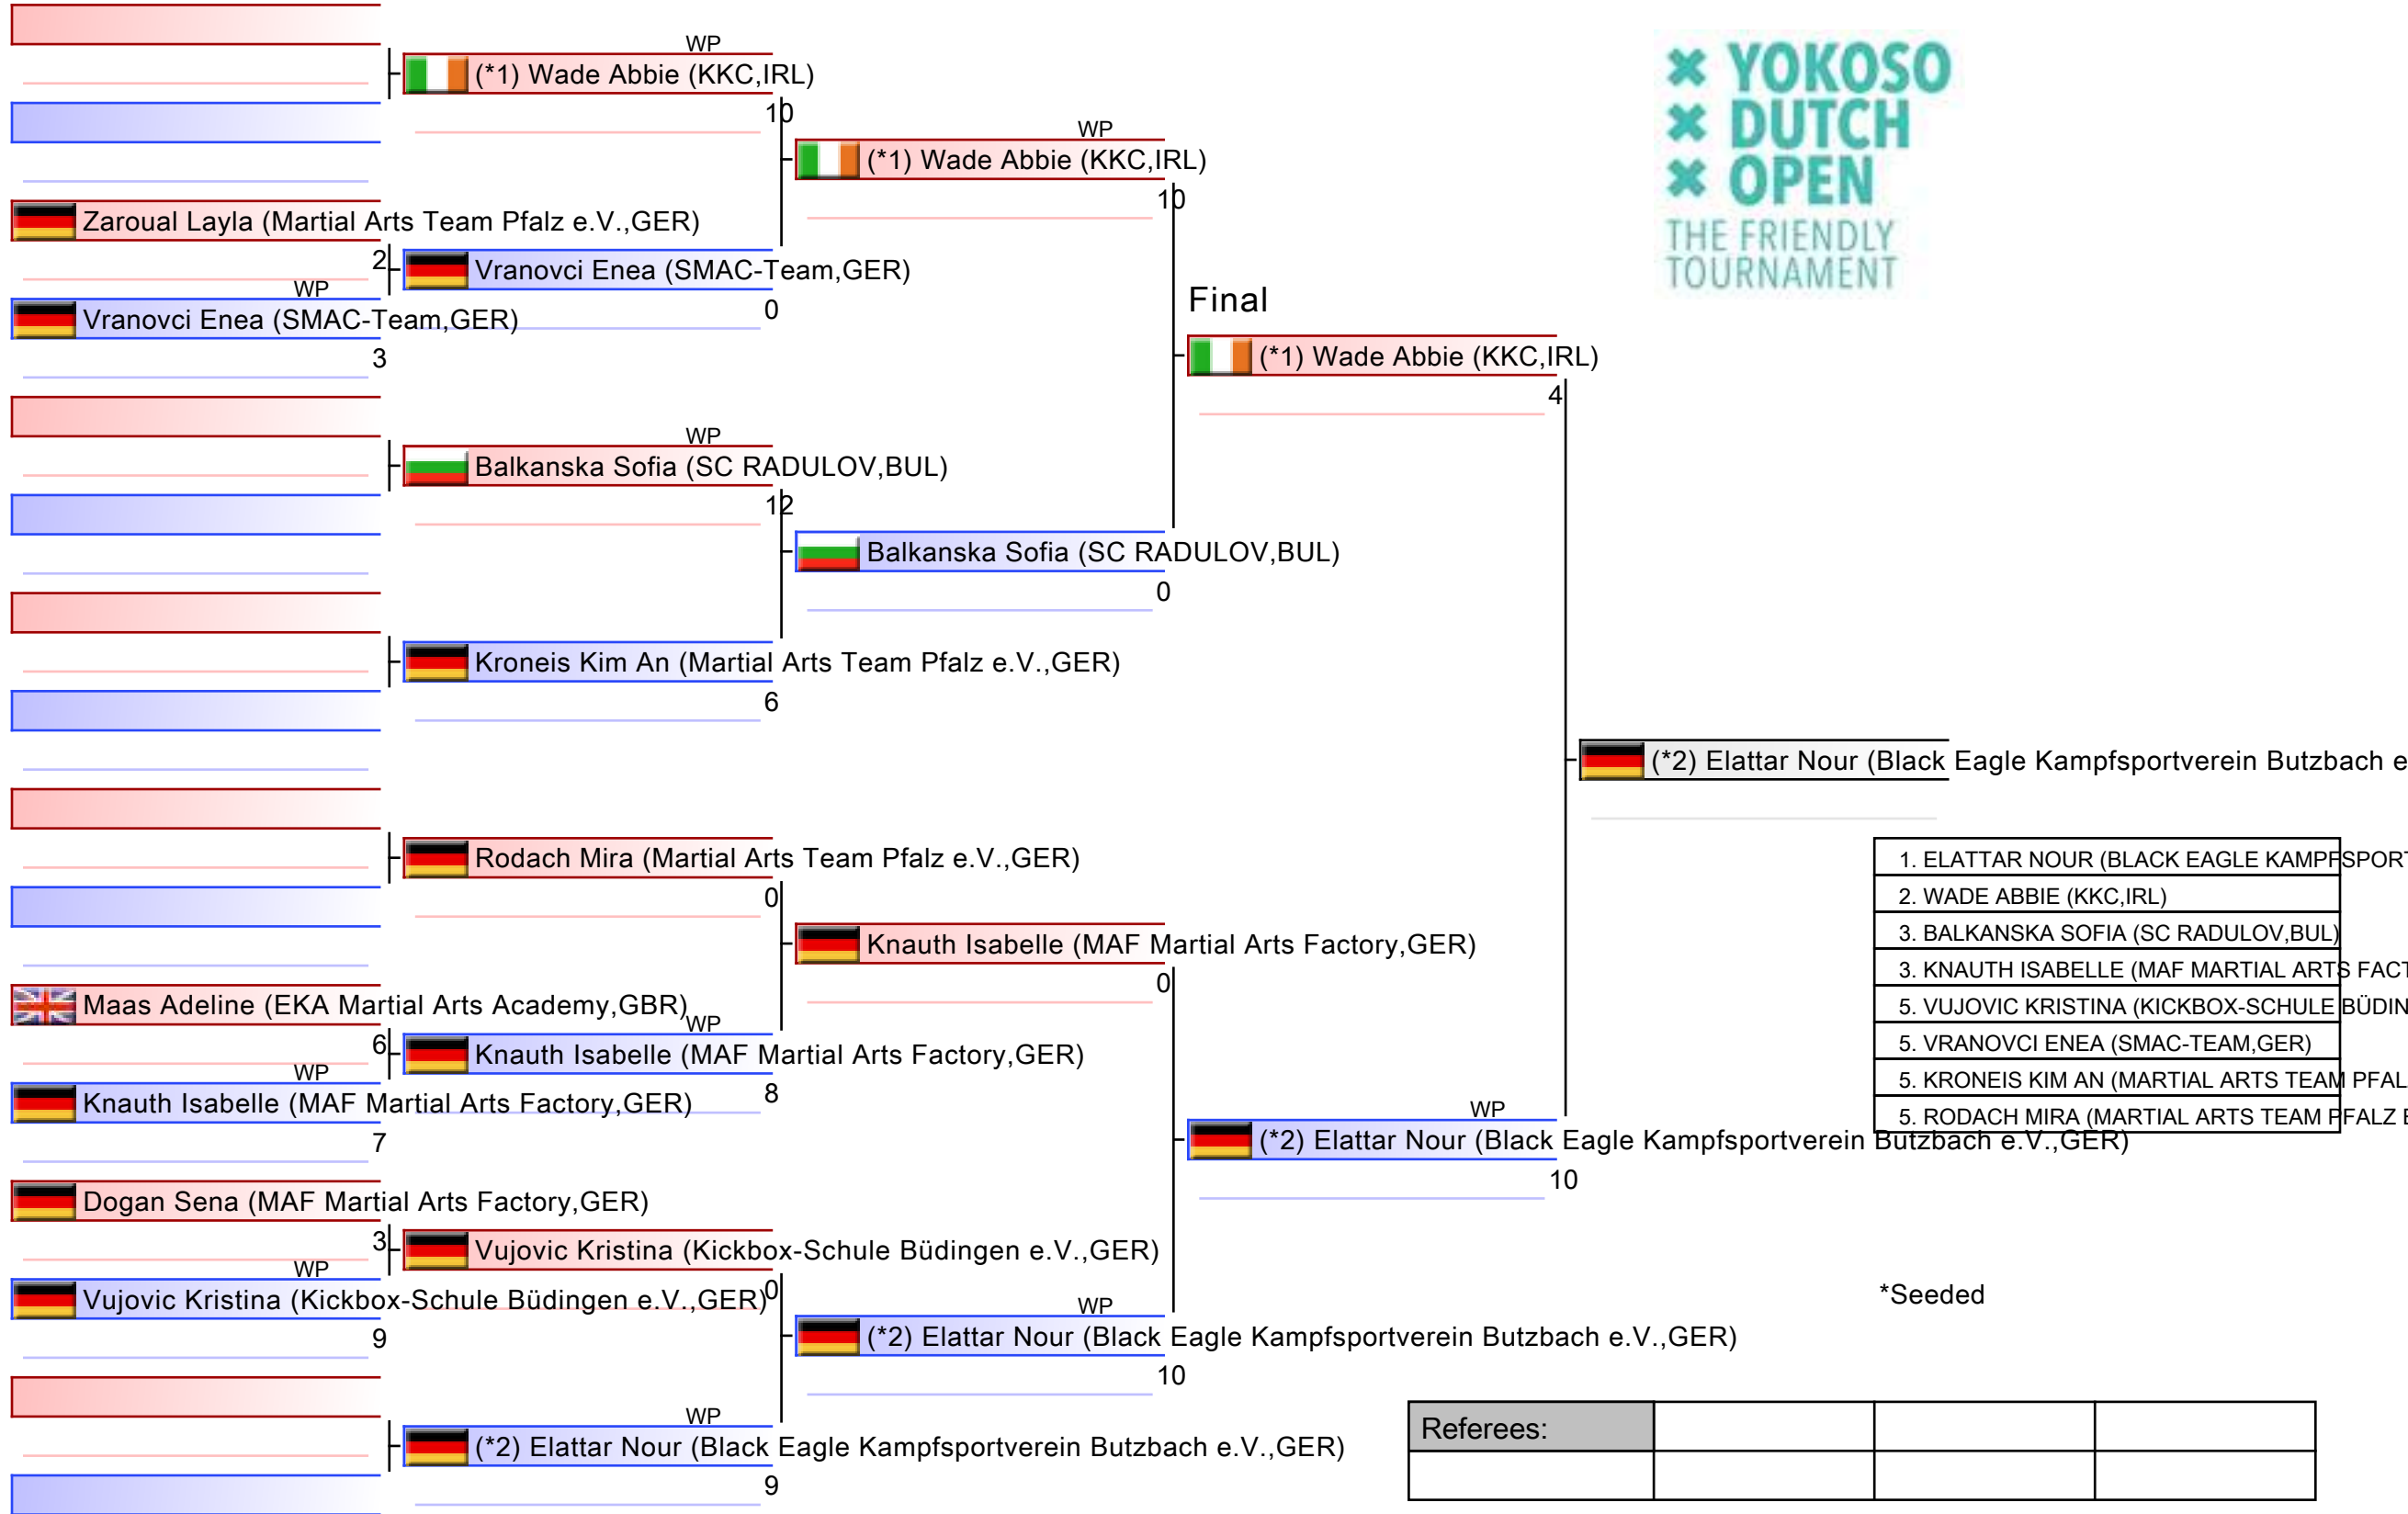 WP
(*1) Wade Abbie (KKC,IRL)
10
WP
(*1) Wade Abbie (KKC,IRL)
10
Zaroual Layla (Martial Arts Team Pfalz e.V.,GER)
2
Vranovci Enea (SMAC-Team,GER)
0
WP
Vranovci Enea (SMAC-Team,GER)
3
Final
(*1) Wade Abbie (KKC,IRL)
4
WP
Balkanska Sofia (SC RADULOV,BUL)
12
Balkanska Sofia (SC RADULOV,BUL)
0
Kroneis Kim An (Martial Arts Team Pfalz e.V.,GER)
6
(*2) Elattar Nour (Black Eagle Kampfsportverein Butzbach e
Rodach Mira (Martial Arts Team Pfalz e.V.,GER)
0
Knauth Isabelle (MAF Martial Arts Factory,GER)
0
Maas Adeline (EKA Martial Arts Academy,GBR)
6
WP
Knauth Isabelle (MAF Martial Arts Factory,GER)
8
WP
Knauth Isabelle (MAF Martial Arts Factory,GER)
7
WP
(*2) Elattar Nour (Black Eagle Kampfsportverein Butzbach e.V.,GER)
10
Dogan Sena (MAF Martial Arts Factory,GER)
3
Vujovic Kristina (Kickbox-Schule Büdingen e.V.,GER)
0
WP
Vujovic Kristina (Kickbox-Schule Büdingen e.V.,GER)
9
WP
(*2) Elattar Nour (Black Eagle Kampfsportverein Butzbach e.V.,GER)
10
WP
(*2) Elattar Nour (Black Eagle Kampfsportverein Butzbach e.V.,GER)
9
YOKOSO
DUTCH
OPEN
THE FRIENDLY
TOURNAMENT
1. ELATTAR NOUR (BLACK EAGLE KAMPFSPORT
2. WADE ABBIE (KKC,IRL)
3. BALKANSKA SOFIA (SC RADULOV,BUL)
3. KNAUTH ISABELLE (MAF MARTIAL ARTS FACT
5. VUJOVIC KRISTINA (KICKBOX-SCHULE BÜDIN
5. VRANOVCI ENEA (SMAC-TEAM,GER)
5. KRONEIS KIM AN (MARTIAL ARTS TEAM PFAL
5. RODACH MIRA (MARTIAL ARTS TEAM PFALZ E
*Seeded
Referees: